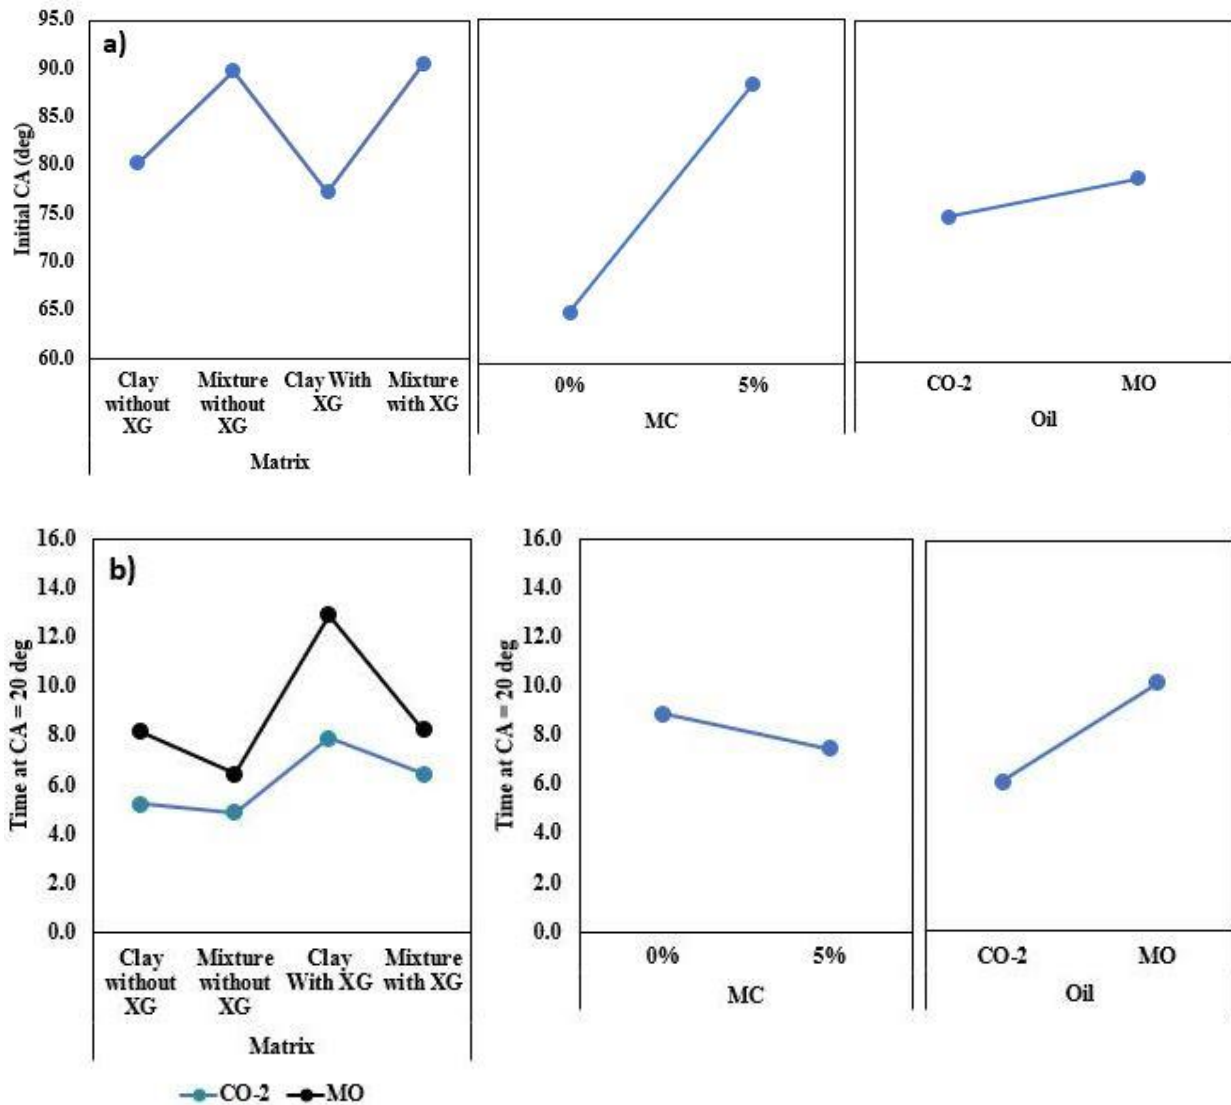 a)
Initial CA (deg)
95.0
90.0
85.0
80.0
75.0
70.0
65.0
60.0
Clay
without
XG
Mixture
without
XG
Clay With
XG
Mixture
with XG
Matrix
0%
5%
MC
CO-2
MO
Oil
b)
Time at CA = 20 deg
16.0
14.0
12.0
10.0
8.0
6.0
4.0
2.0
0.0
Clay
without
XG
Mixture
without
XG
Clay
With XG
Mixture
with XG
Matrix
CO-2
MO
Time at CA = 20 deg
16.0
14.0
12.0
10.0
8.0
6.0
4.0
2.0
0.0
0%
5%
MC
CO-2
MO
Oil